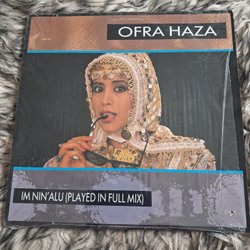 OFRA HAZA
IM NIN'ALU (PLAYED IN FULL MIX)